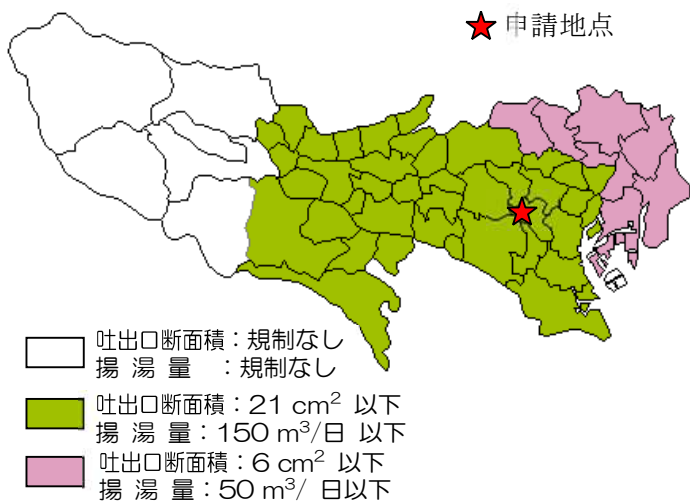 申請地点
吐出口断面積：規制なし
揚 湯 量 ：規制なし
吐出口断面積：21 cm² 以下
揚 湯 量：150 m³/日 以下
吐出口断面積：6 cm² 以下
揚 湯 量：50 m³/ 日以下